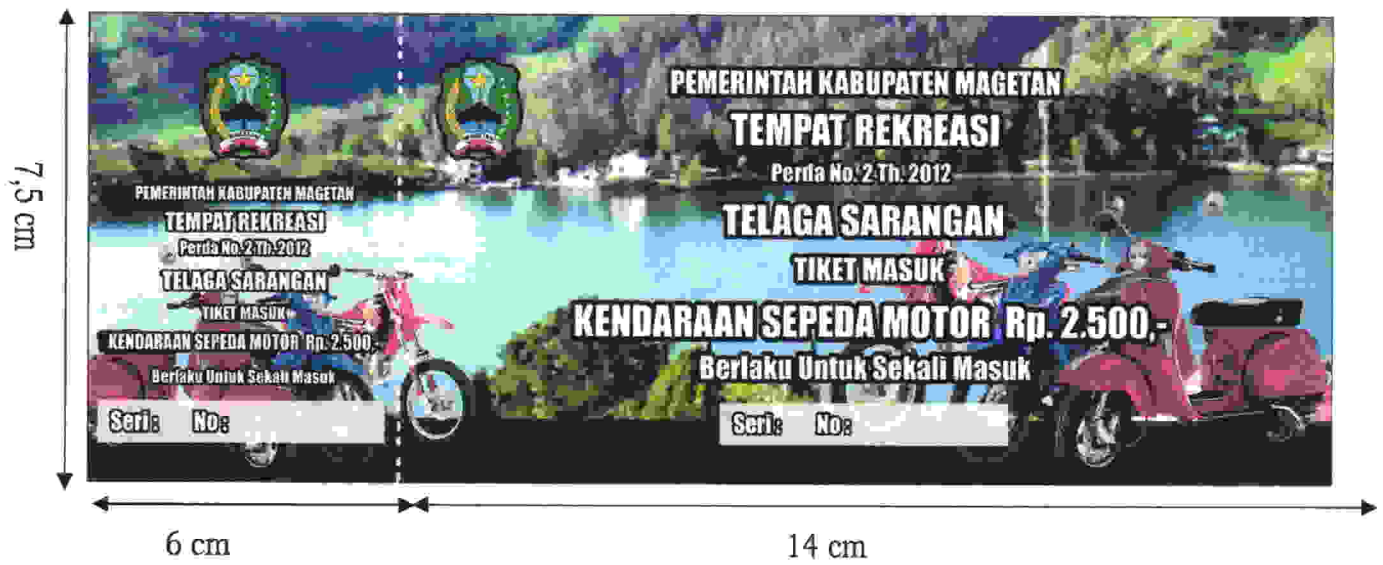 7,5 cm
PEMERINTAH KABUPATEN MAGETAN
TEMPAT REKREASI
Perda No. 2 Th. 2012
TELAGA SARANGAN
TIKET MASUK
KENDARAAN SEPEDA MOTOR Rp. 2.500,-
Berlaku Untuk Sekali Masuk
Seri : No :
PEMERINTAH KABUPATEN MAGETAN
TEMPAT REKREASI
Perda No. 2 Th. 2012
TELAGA SARANGAN
TIKET MASUK
KENDARAAN SEPEDA MOTOR Rp. 2.500,-
Berlaku Untuk Sekali Masuk
Seri : No :
6 cm
14 cm